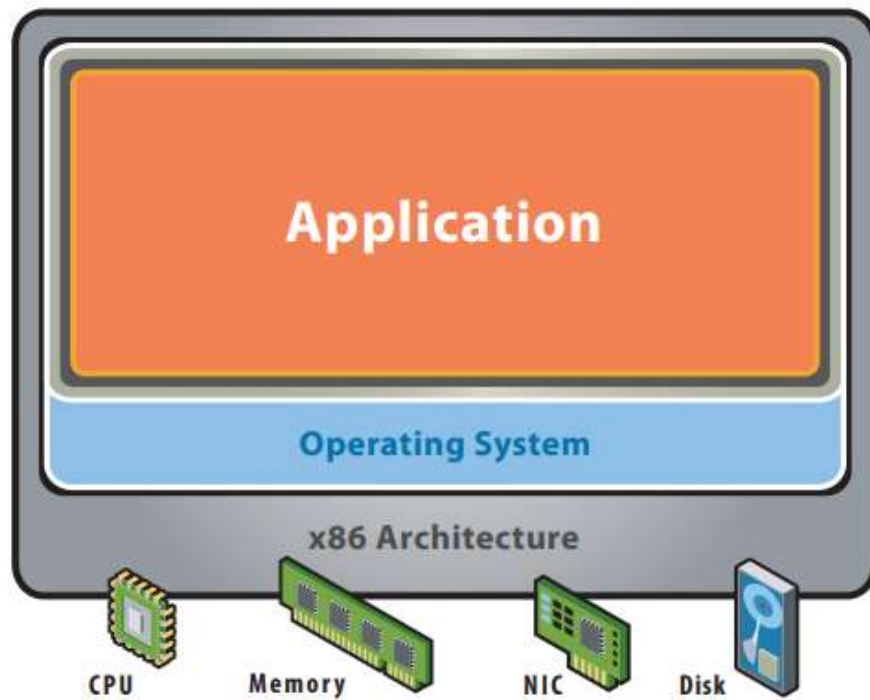 Application
Operating System
x86 Architecture
CPU
Memory
NIC
Disk